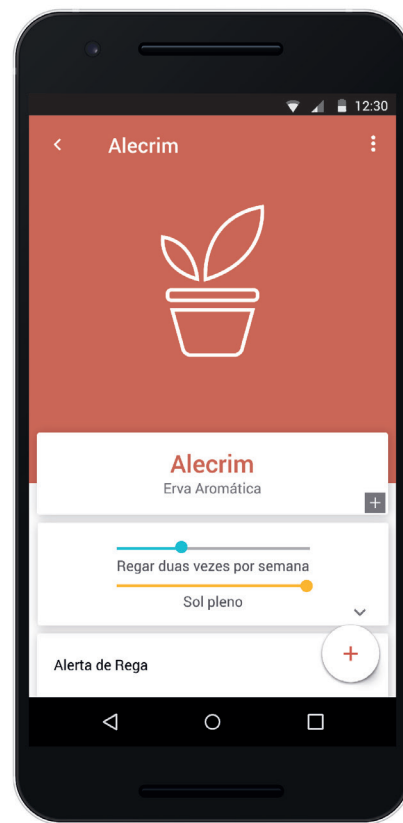 12:30
Alecrim
Alecrim
Erva Aromática
Regar duas vezes por semana
Sol pleno
Alerta de Rega